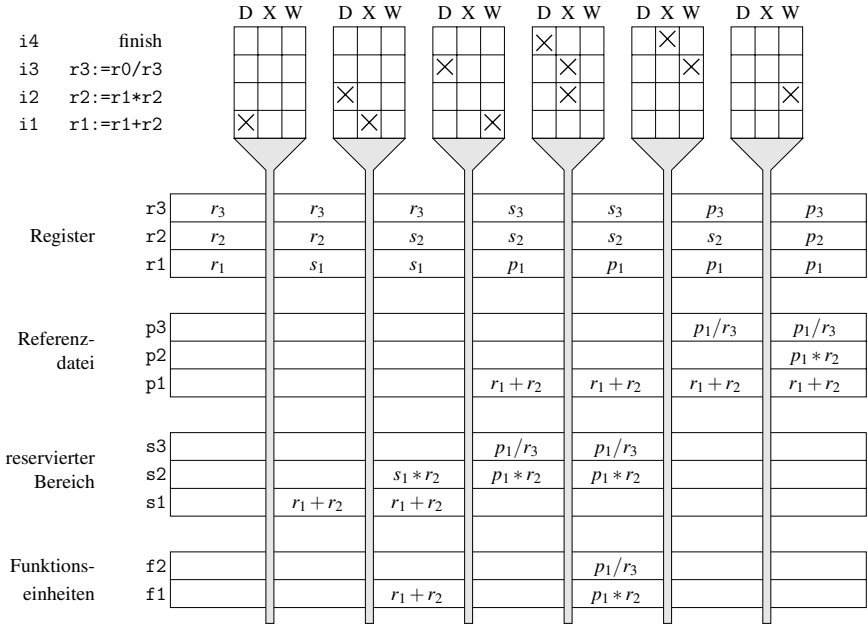 D X W D X W D X W D X W D X W D X W
i4 finish
i3 r3:=r0/r3
i2 r2:=r1*r2
i1 r1:=r1+r2
r3 r₃ r₃ r₃ s₃ s₃ p₃ p₃
Register r2 r₂ r₂ s₂ s₂ s₂ s₂ p₂
r1 r₁ s₁ s₁ p₁ p₁ p₁ p₁
Referenz-
datei
p3 p₁/r₃ p₁/r₃
p2 p₁ * r₂
p1 r₁ + r₂ r₁ + r₂ r₁ + r₂ r₁ + r₂
reservierter
Bereich
s3 p₁/r₃ p₁/r₃
s2 s₁ * r₂ p₁ * r₂ p₁ * r₂
s1 r₁ + r₂ r₁ + r₂
Funktions-
einheiten
f2 p₁/r₃
f1 r₁ + r₂ p₁ * r₂